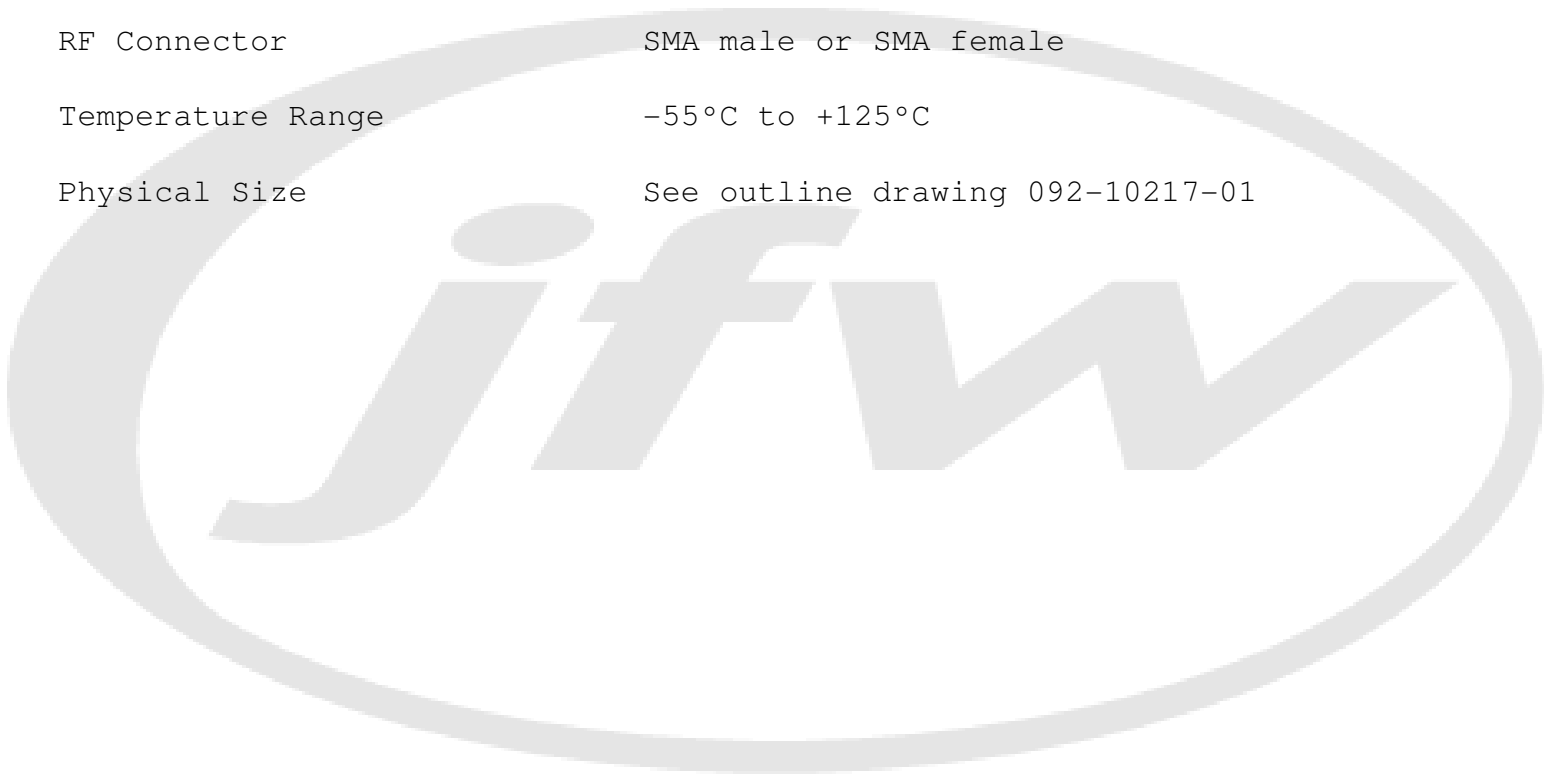 RF Connector SMA male or SMA female
Temperature Range -55°C to +125°C
Physical Size See outline drawing 092-10217-01
jfw